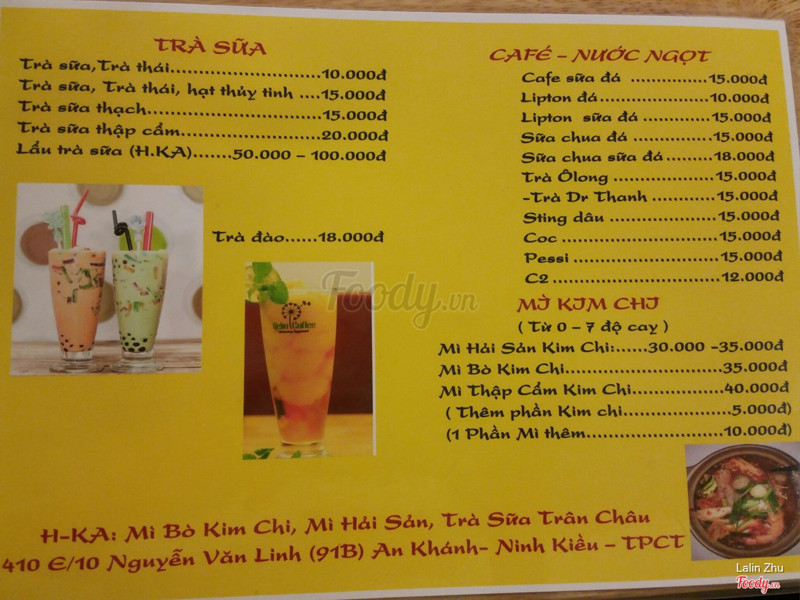 TRÀ SỮA
Trà sữa,Trà thái..............................10.000đ
Trà sữa, Trà thái, hạt thủy tinh ....15.000đ
Trà sữa thạch...................................15.000đ
Trà sữa thập cẩm............................20.000đ
Lẩu trà sữa (H.KA).......50.000 – 100.000đ
Trà đào......18.000đ
CAFÉ – NƯỚC NGỌT
Cafe sữa đá ...............15.000đ
Lipton đá......................10.000đ
Lipton sữa đá .............15.000đ
Sữa chua đá ...............15.000đ
Sữa chua sữa đá.........18.000đ
Trà Ôlong ....................15.000đ
-Trà Dr Thanh ............15.000đ
Sting dâu .....................15.000đ
Coc ...............................15.000đ
Pessi .............................15.000đ
C2 ..................................12.000đ
MÌ KIM CHI
( Từ 0 – 7 độ cay )
Mì Hải Sản Kim Chi:......30.000 -35.000đ
Mì Bò Kim Chi..........................35.000đ
Mì Thập Cẩm Kim Chi..................40.000đ
( Thêm phần Kim chi......................5.000đ)
(1 Phần Mì thêm...........................10.000đ)
Foody.vn
H-KA: Mì Bò Kim Chi, Mì Hải Sản, Trà Sữa Trân Châu
410 E/10 Nguyễn Văn Linh (91B) An Khánh- Ninh Kiều – TPCT
Lalin Zhu
Foody.vn